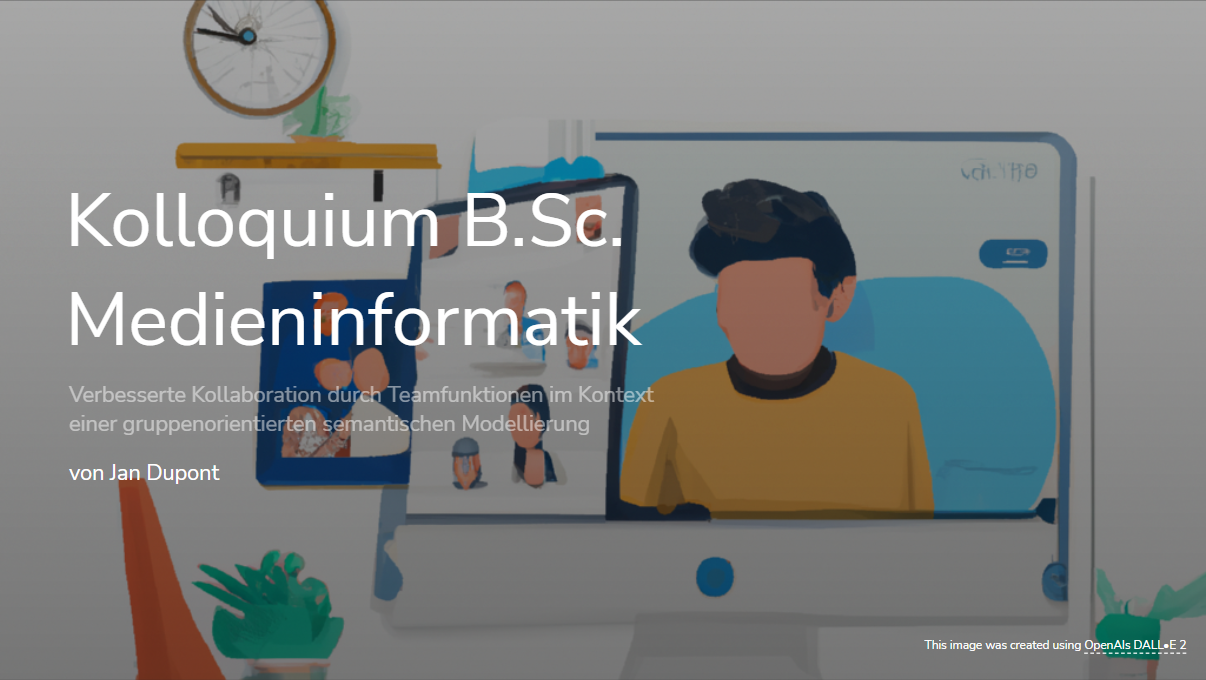 Kolloquium B.Sc.
Medieninformatik
Verbesserte Kollaboration durch Teamfunktionen im Kontext
einer gruppenorientierten semantischen Modellierung
von Jan Dupont
This image was created using OpenAIs DALL•E 2